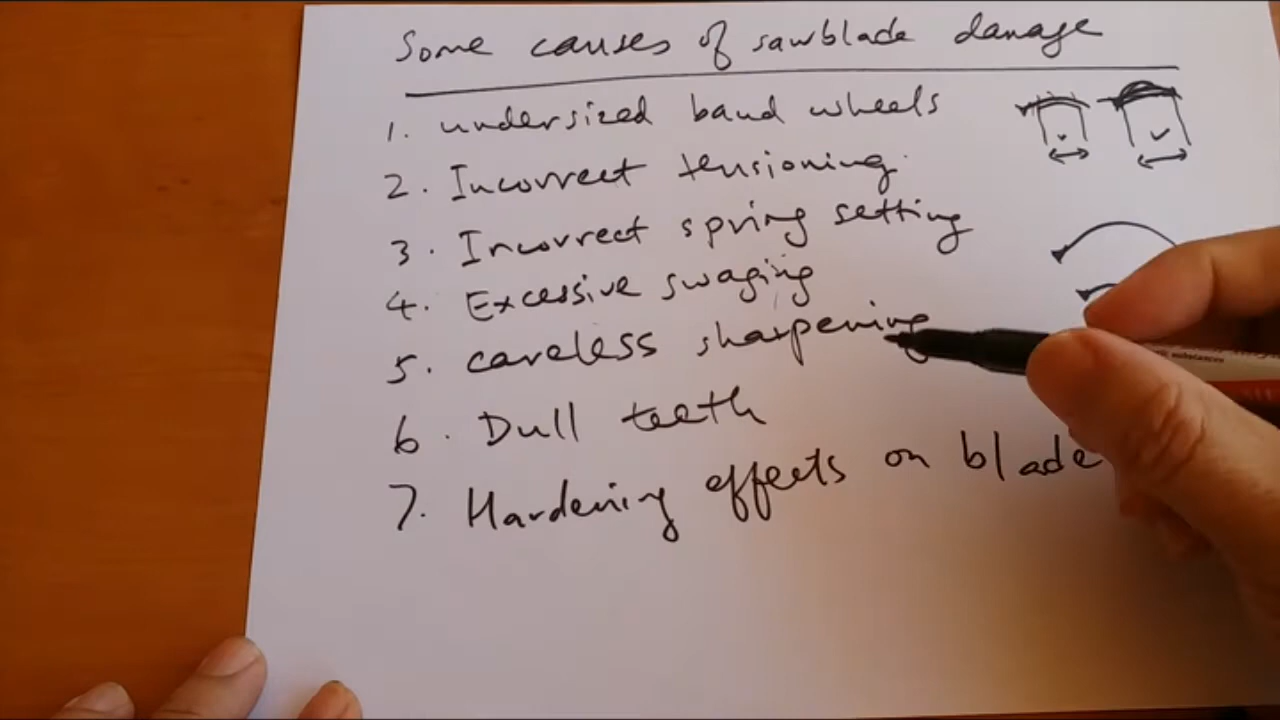 Some causes of sawblade damage
1. undersized band wheels
2. Incorrect tensioning.
3. Incorrect spring setting
4. Excessive swaging
5. careless sharpening
6. Dull teeth
7. Hardening effects on blade
substances